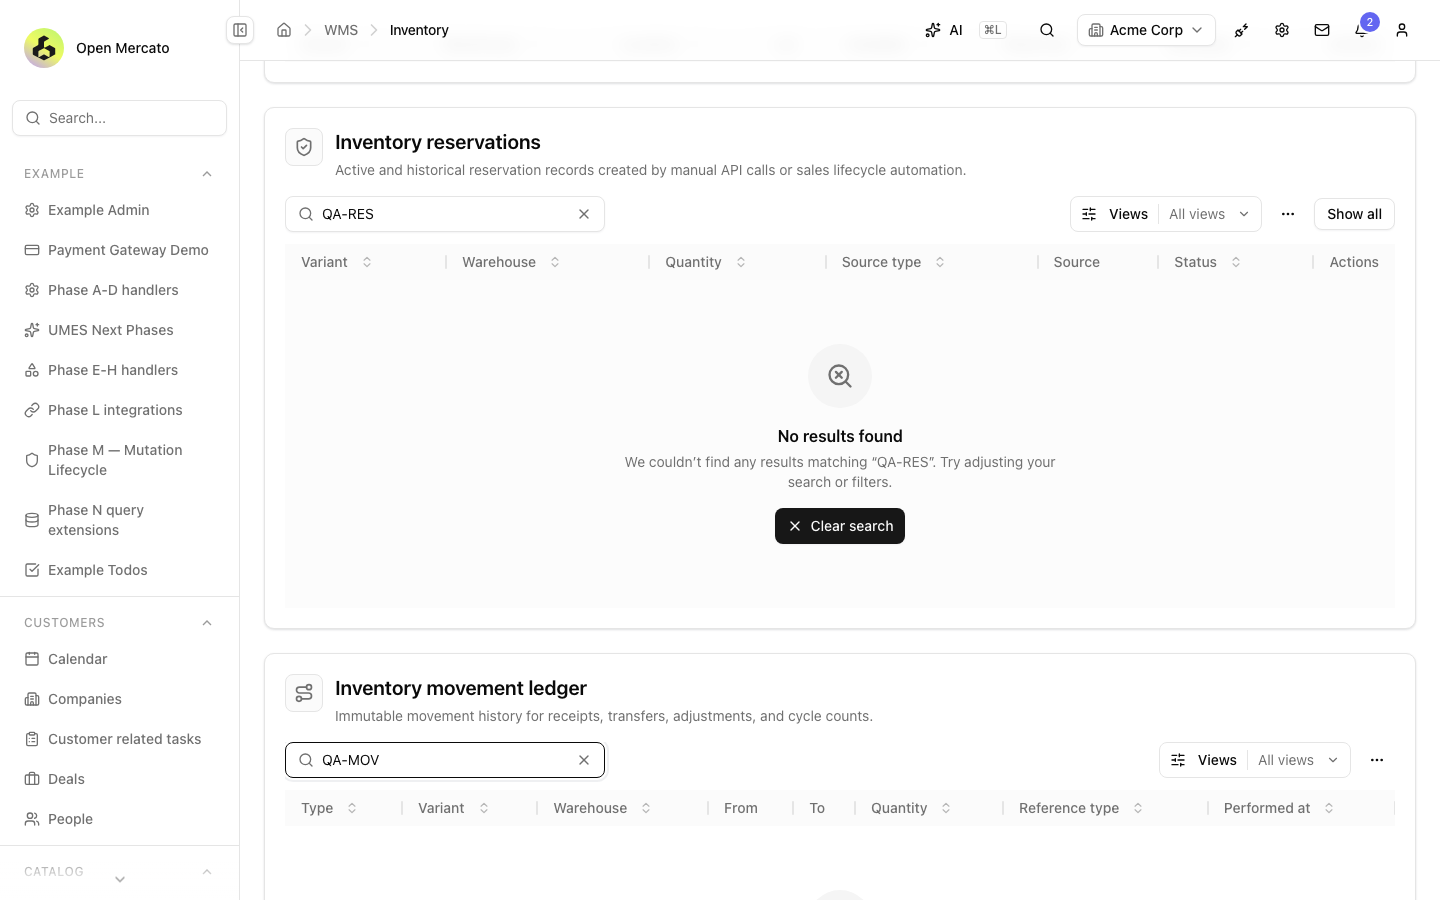 Open Mercato
Search...
EXAMPLE
Example Admin
Payment Gateway Demo
Phase A-D handlers
UMES Next Phases
Phase E-H handlers
Phase L integrations
Phase M — Mutation
Lifecycle
Phase N query
extensions
Example Todos
CUSTOMERS
Calendar
Companies
Customer related tasks
Deals
People
CATALOG
WMS
Inventory
AI
⌘L
Acme Corp
2
Inventory reservations
Active and historical reservation records created by manual API calls or sales lifecycle automation.
QA-RES
Views
All views
Show all
Variant
Warehouse
Quantity
Source type
Source
Status
Actions
No results found
We couldn’t find any results matching “QA-RES”. Try adjusting your
search or filters.
Clear search
Inventory movement ledger
Immutable movement history for receipts, transfers, adjustments, and cycle counts.
QA-MOV
Views
All views
Type
Variant
Warehouse
From
To
Quantity
Reference type
Performed at